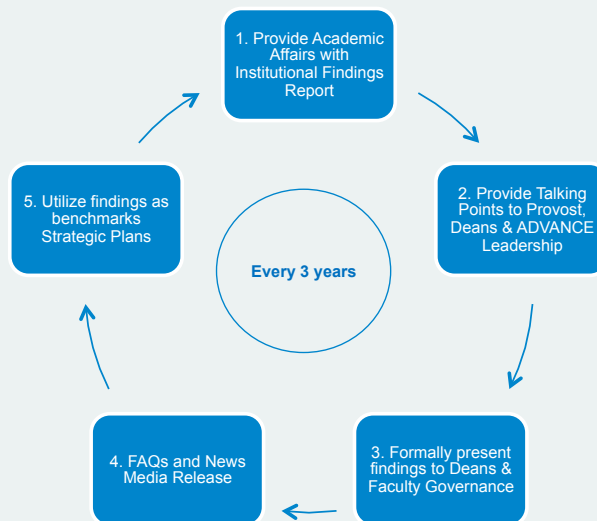 1. Provide Academic
Affairs with
Institutional Findings
Report
2. Provide Talking
Points to Provost,
Deans & ADVANCE
Leadership
3. Formally present
findings to Deans &
Faculty Governance
4. FAQs and News
Media Release
5. Utilize findings as
benchmarks
Strategic Plans
Every 3 years